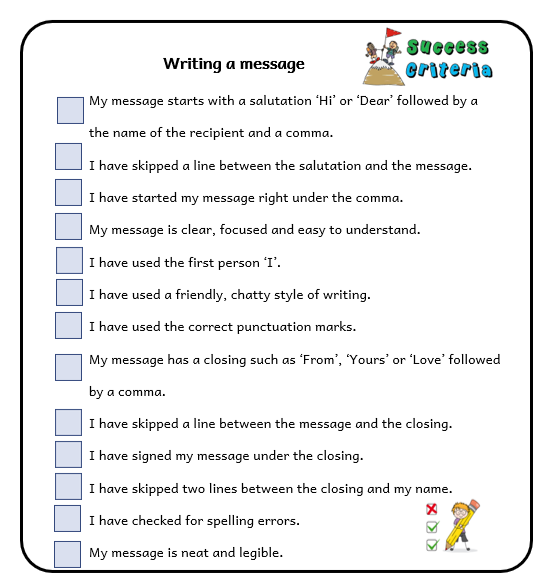 Success
Writing a message
Criteria
My message starts with a salutation ‘Hi’ or ‘Dear’ followed by a
the name of the recipient and a comma.
I have skipped a line between the salutation and the message.
I have started my message right under the comma.
My message is clear, focused and easy to understand.
I have used the first person ‘I’.
I have used a friendly, chatty style of writing.
I have used the correct punctuation marks.
My message has a closing such as ‘From’, ‘Yours’ or ‘Love’ followed
by a comma.
I have skipped a line between the message and the closing.
I have signed my message under the closing.
I have skipped two lines between the closing and my name.
I have checked for spelling errors.
My message is neat and legible.